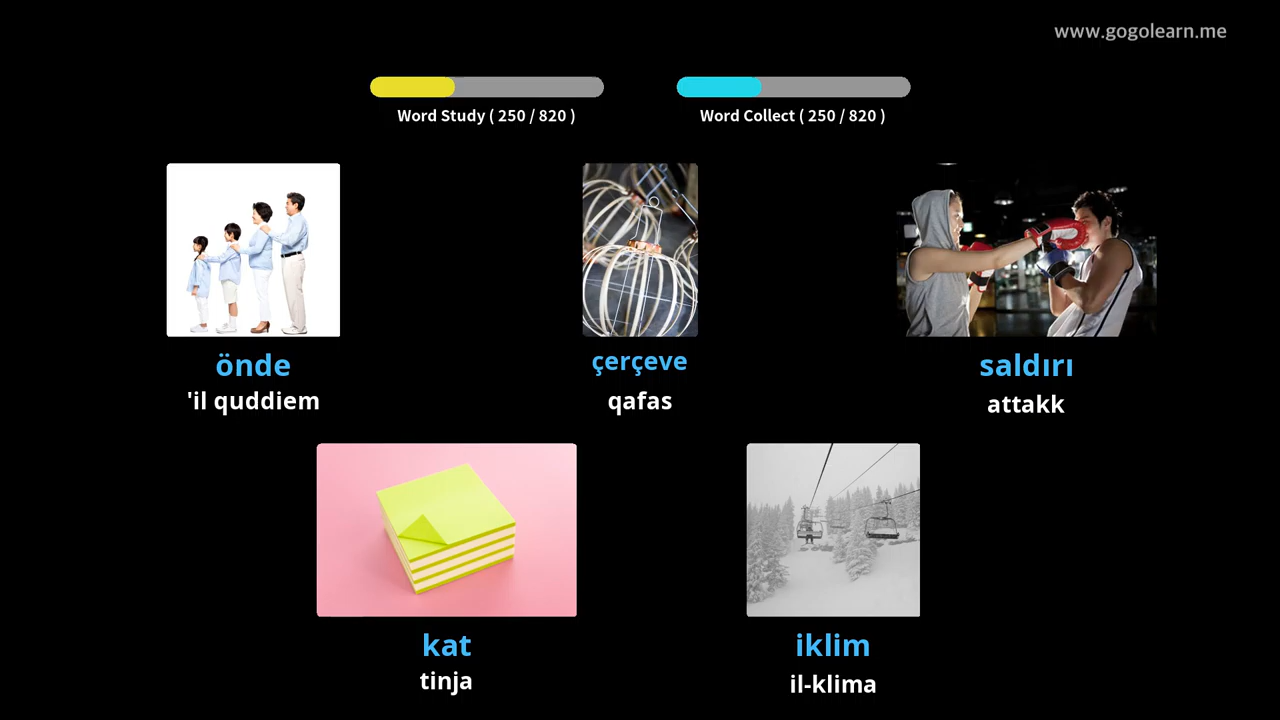 www.gogolearn.me
Word Study ( 250 / 820 )
Word Collect ( 250 / 820 )
önde
'il quddiem
çerçeve
qafas
saldırı
attakk
kat
tinja
iklim
il-klima